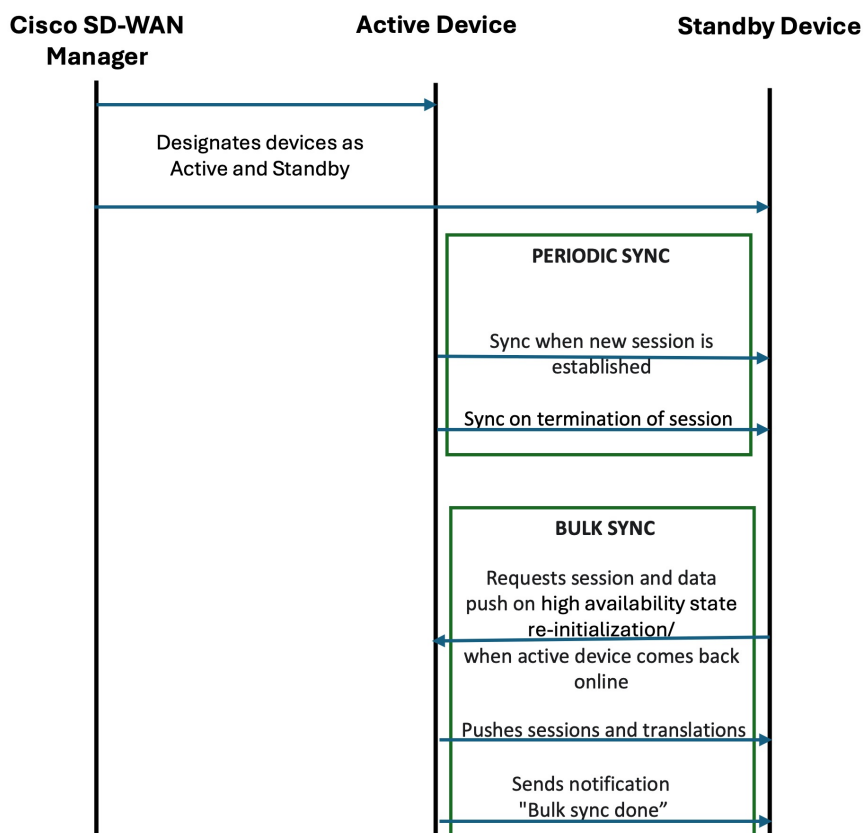 Cisco SD-WAN
Manager
Active Device
Standby Device
Designates devices as
Active and Standby
PERIODIC SYNC
Sync when new session is
established
Sync on termination of session
BULK SYNC
Requests session and data
push on high availability state
re-initialization/
when active device comes back
online
Pushes sessions and translations
Sends notification
"Bulk sync done”